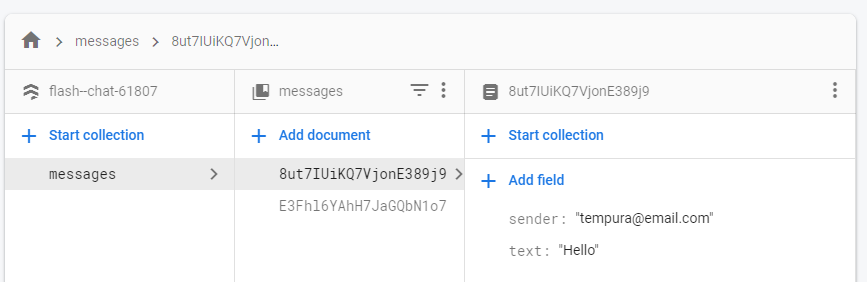 messages > 8ut7IUiKQ7Vjon...
flash--chat-61807
messages
8ut7IUiKQ7VjonE389j9
+ Start collection
+ Add document
+ Start collection
messages
8ut7IUiKQ7VjonE389j9
E3Fhl6YAhH7JaGQbN1o7
+ Add field
sender: "tempura@email.com"
text: "Hello"